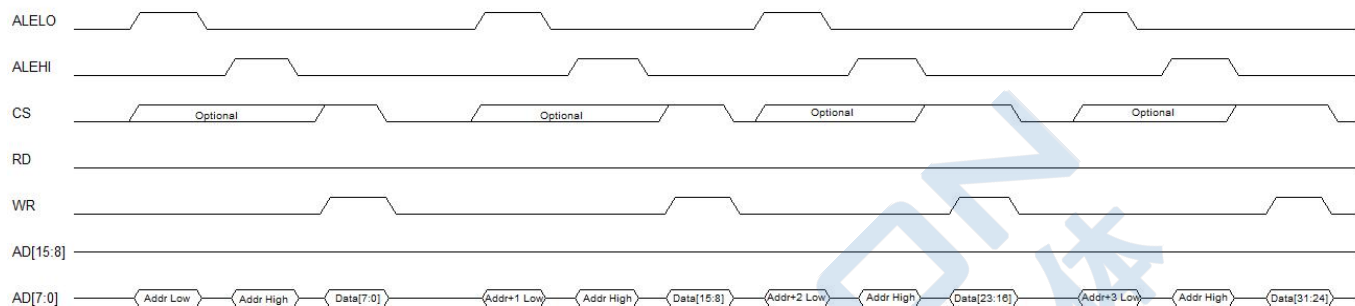 ALELO
ALEHI
CS Optional Optional Optional Optional
RD
WR
AD[15:8]
AD[7:0] Addr Low Addr High Data[7:0] Addr+1 Low Addr High Data[15:8] Addr+2 Low Addr High Data[23:16] Addr+3 Low Addr High Data[31:24]
ON
体